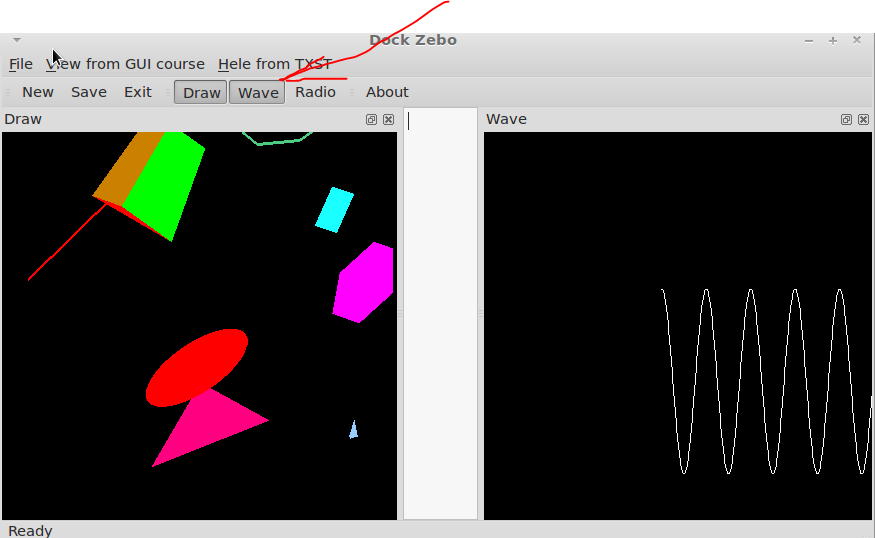 Dock Zebo
File View from GUI course Hele from TXST
New Save Exit Draw Wave Radio About
Draw
Wave
Ready